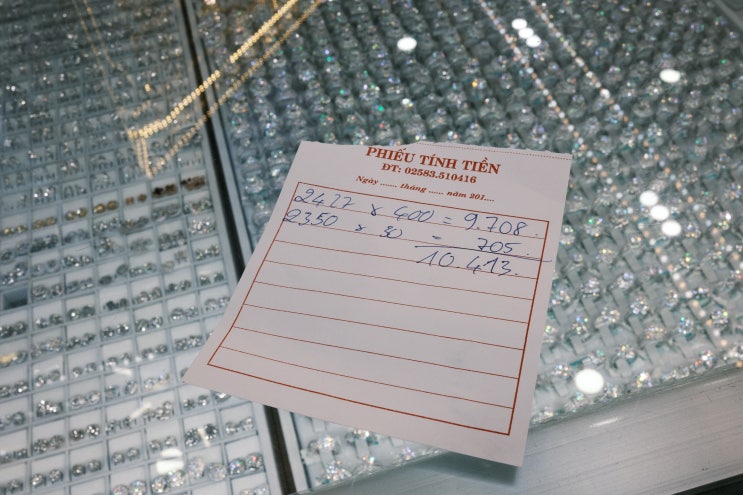 PHIẾU TÍNH TIỀN
ĐT: 02583.510416
Ngày ...... tháng ...... năm 201....
2427 x 400 = 9.708.
2350 x 30 = 705.
10.413.